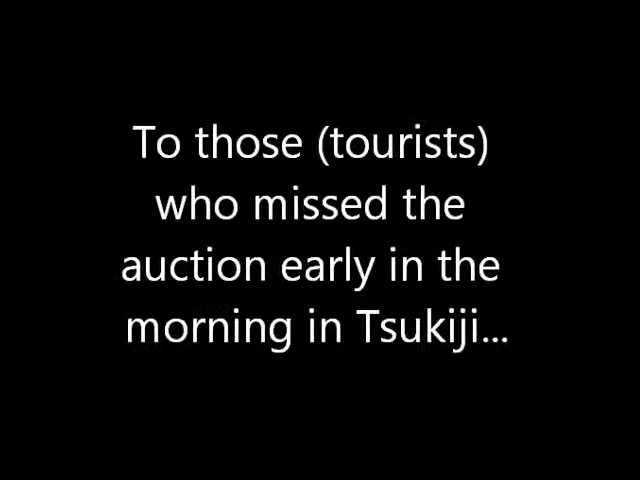 To those (tourists)
who missed the
auction early in the
morning in Tsukiji...